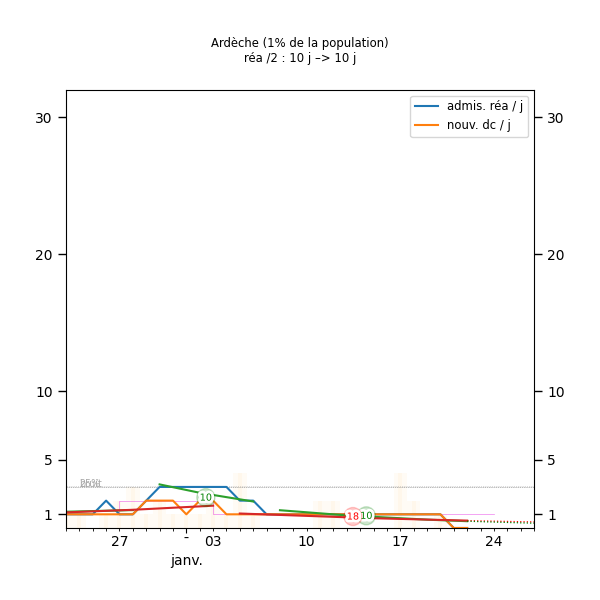 Ardèche (1% de la population)
réa /2 : 10 j –> 10 j
admis. réa / j
nouv. dc / j
30 30
20 20
10 10
5 5
1 1
10
18 10
27 - 03 10 17 24
janv.